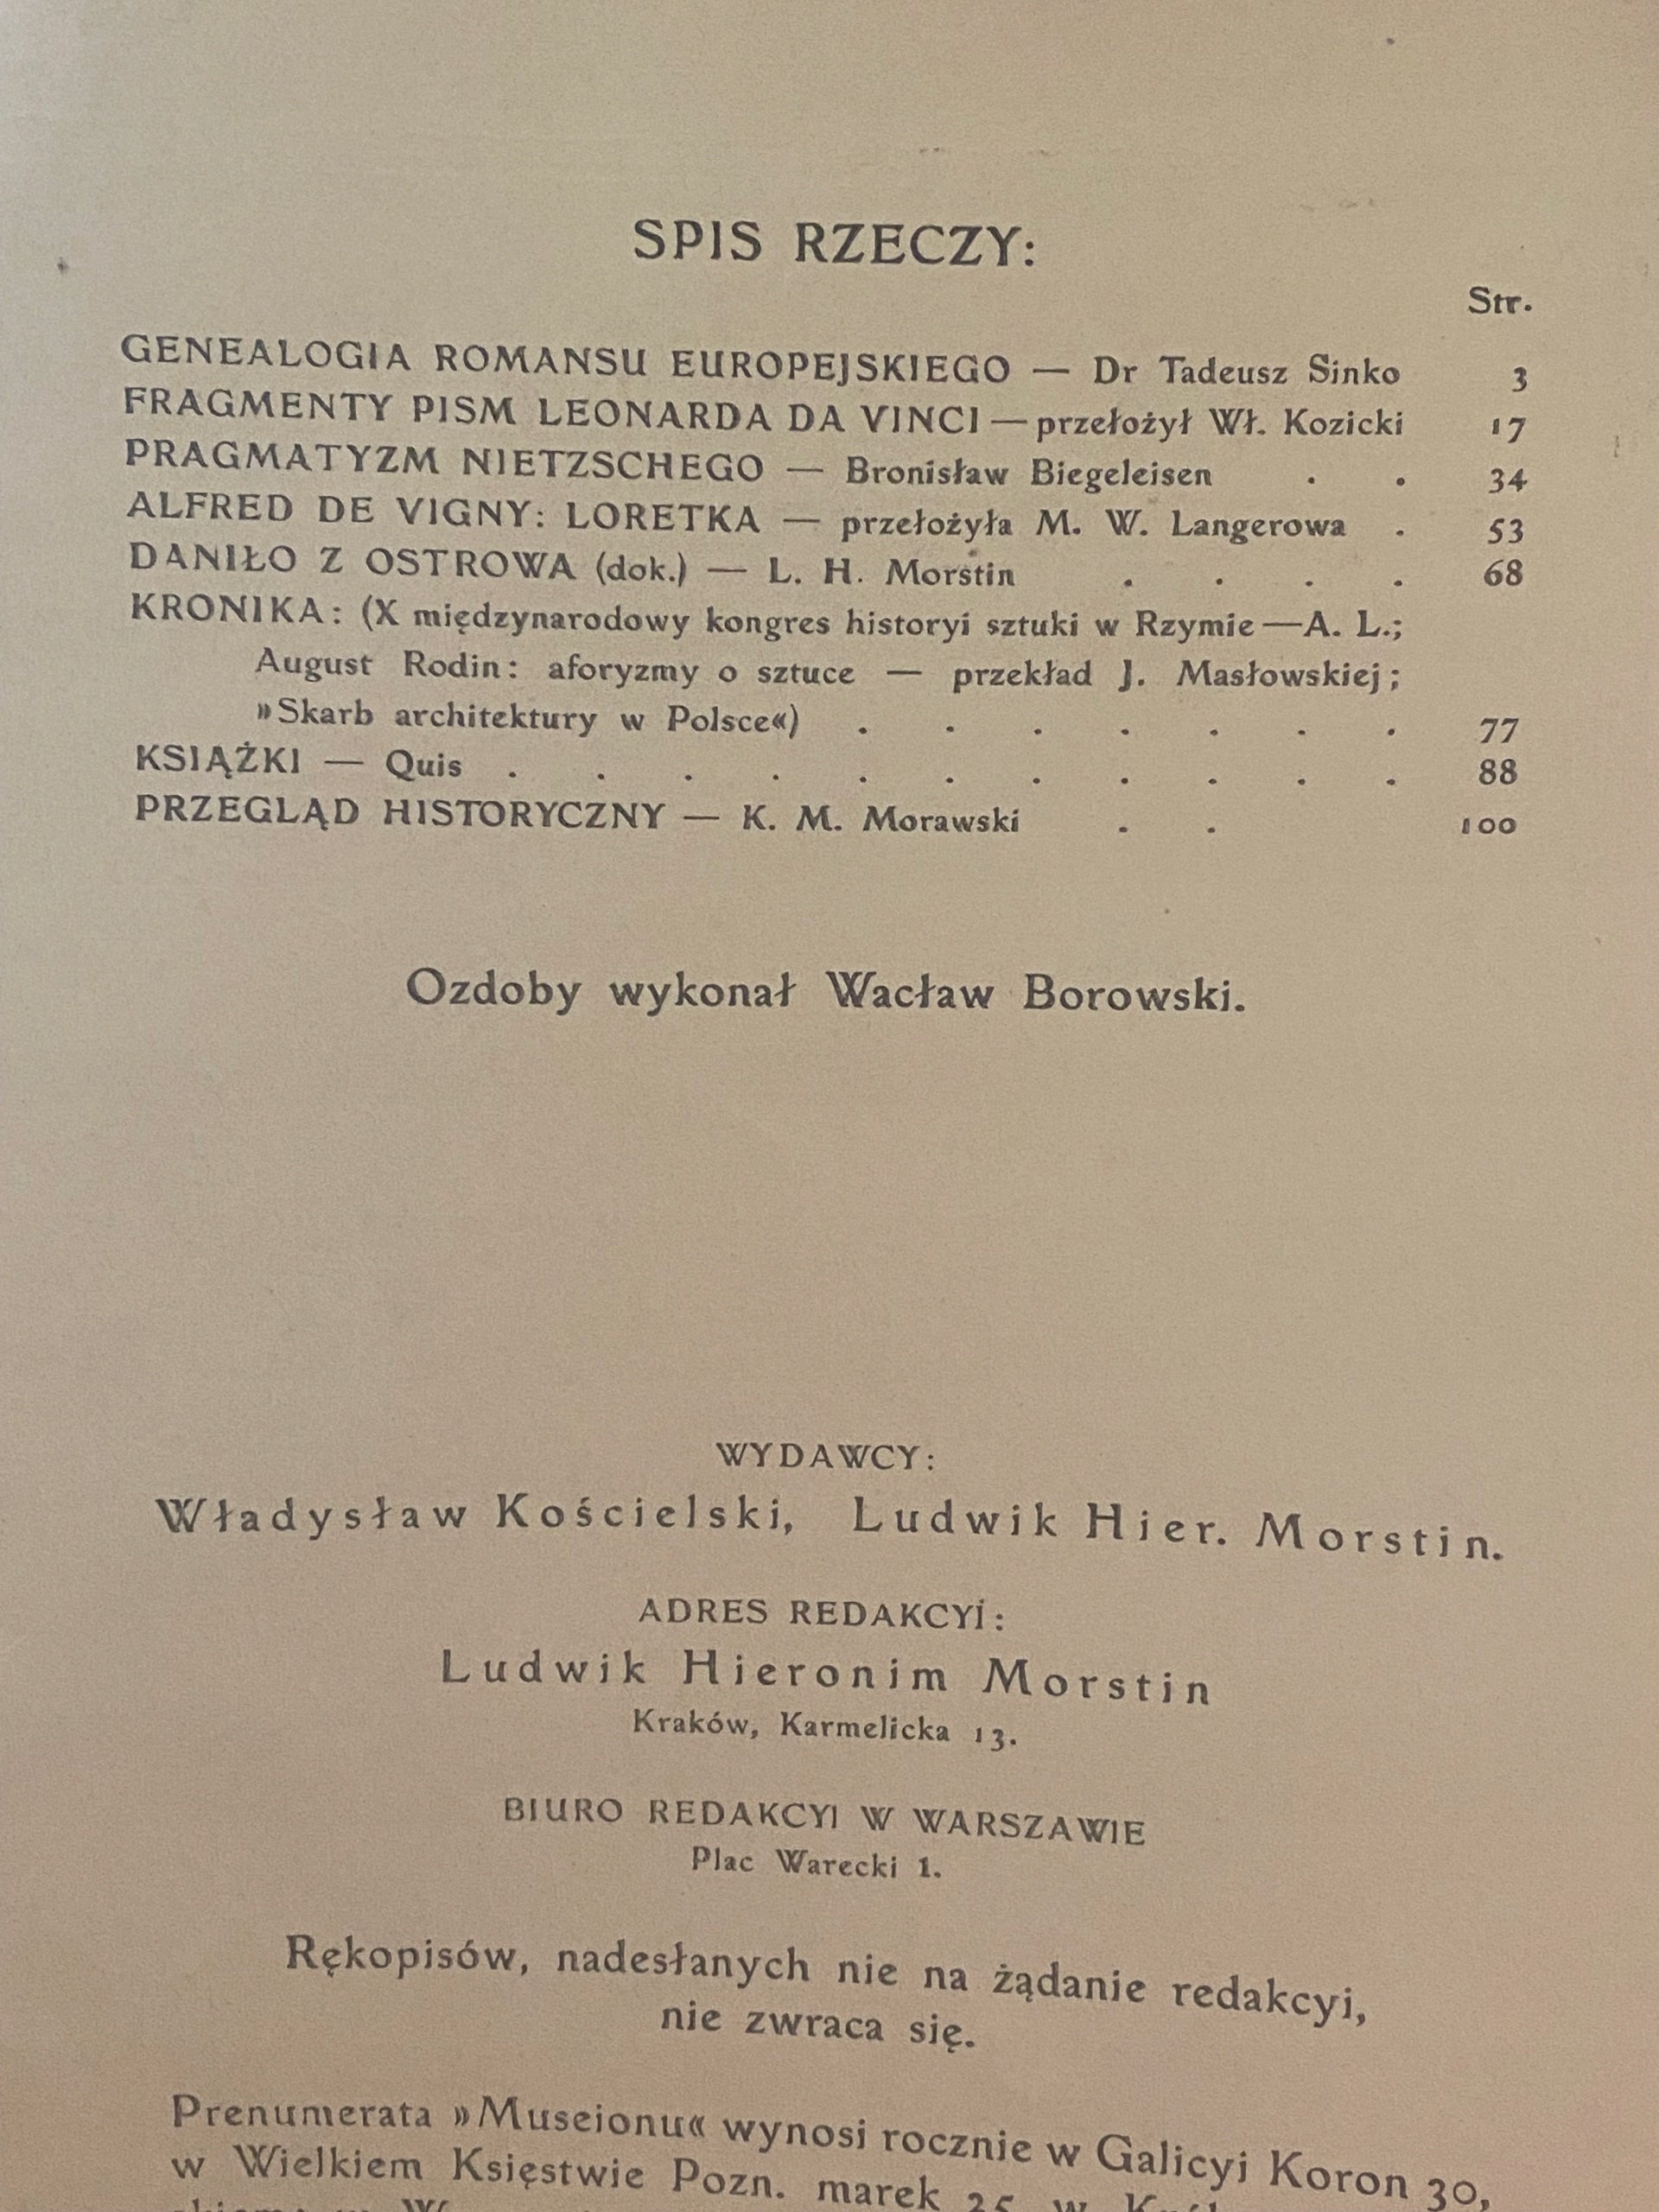 SPIS RZECZY:
Str.
GENEALOGIA ROMANSU EUROPEJSKIEGO — Dr Tadeusz Sinko 3
FRAGMENTY PISM LEONARDA DA VINCI — przełożył Wł. Kozicki 17
PRAGMATYZM NIETZSCHEGO — Bronisław Biegeleisen . . 34
ALFRED DE VIGNY: LORETKA — przełożyła M. W. Langerowa . 53
DANIŁO Z OSTROWA (dok.) — L. H. Morstin . . . . 68
KRONIKA: (X międzynarodowy kongres historyi sztuki w Rzymie — A. L.;
August Rodin: aforyzmy o sztuce — przekład J. Masłowskiej;
»Skarb architektury w Polsce«) . . . . . . . 77
KSIĄŻKI — Quis . . . . . . . . . . . 88
PRZEGLĄD HISTORYCZNY — K. M. Morawski . . 100
Ozdoby wykonał Wacław Borowski.
WYDAWCY:
Władysław Kościelski, Ludwik Hier. Morstin.
ADRES REDAKCYI:
Ludwik Hieronim Morstin
Kraków, Karmelicka 13.
BIURO REDAKCYI W WARSZAWIE
Plac Warecki 1.
Rękopisów, nadesłanych nie na żądanie redakcyi,
nie zwraca się.
Prenumerata »Museionu« wynosi rocznie w Galicyi Koron 30,
w Wielkiem Księstwie Pozn. marek 25, w